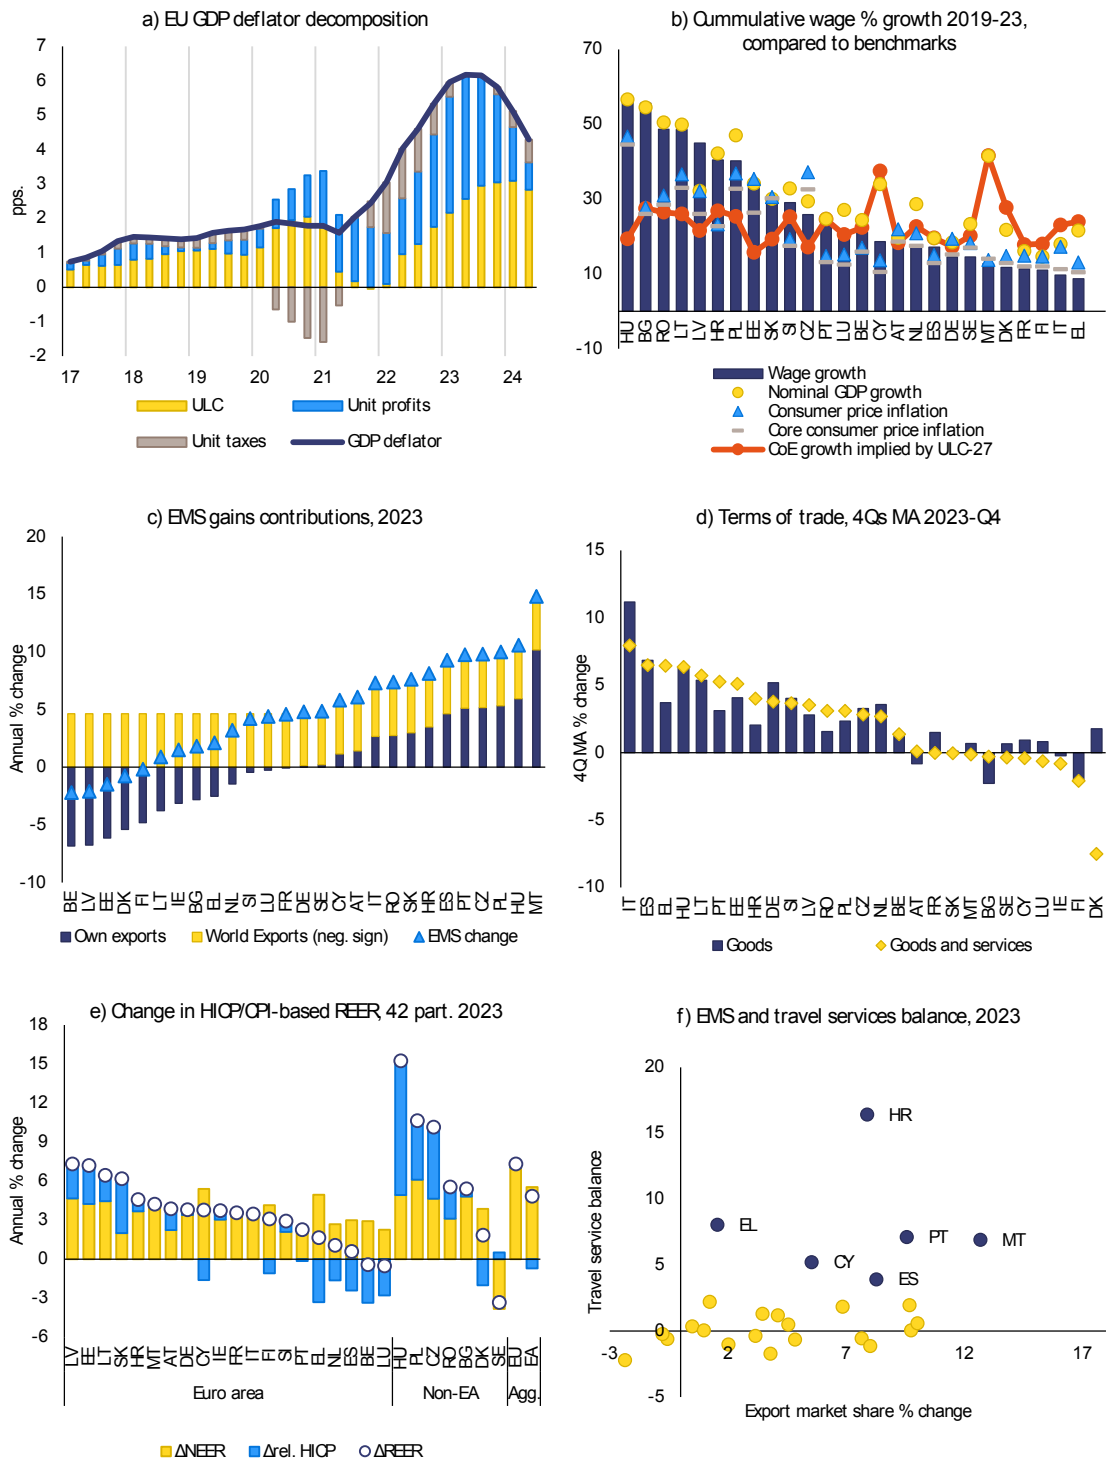 a) EU GDP deflator decomposition
pps.
7
6
5
4
3
2
1
0
-1
-2
17 18 19 20 21 22 23 24
ULC Unit profits
Unit taxes GDP deflator
b) Cummulative wage % growth 2019-23,
compared to benchmarks
70
50
30
10
-10
HU BG RO LT LV HR PL EE SK SI CZ PT LU BE CY AT NL ES DE SE MT DK FR FI IT EL
Wage growth
Nominal GDP growth
Consumer price inflation
Core consumer price inflation
CoE growth implied by ULC-27
c) EMS gains contributions, 2023
Annual % change
20
15
10
5
0
-5
-10
BE LV EE DK FI LT IE BG EL NL SI LU FR DE SE CY AT IT RO SK HR ES PT CZ PL HU MT
Own exports World Exports (neg. sign) EMS change
d) Terms of trade, 4Qs MA 2023-Q4
4Q MA % change
15
10
5
0
-5
-10
IT ES EL HU LT PT EE HR DE SI LV RO PL CZ NL BE AT FR SK MT BG SE CY LU IE FI DK
Goods Goods and services
e) Change in HICP/CPI-based REER, 42 part. 2023
Annual % change
18
15
12
9
6
3
0
-3
-6
LV EE LT SK HR MT AT DE CY IE FR IT FI SI PT EL NL ES BE LU HU PL CZ RO BG DK SE EU EA
Euro area Non-EA Agg.
ΔNEER Δrel. HICP ΔREER
f) EMS and travel services balance, 2023
Travel service balance
20
15
10
5
0
-5
HR
EL
PT
MT
CY
ES
-3 2 7 12 17
Export market share % change